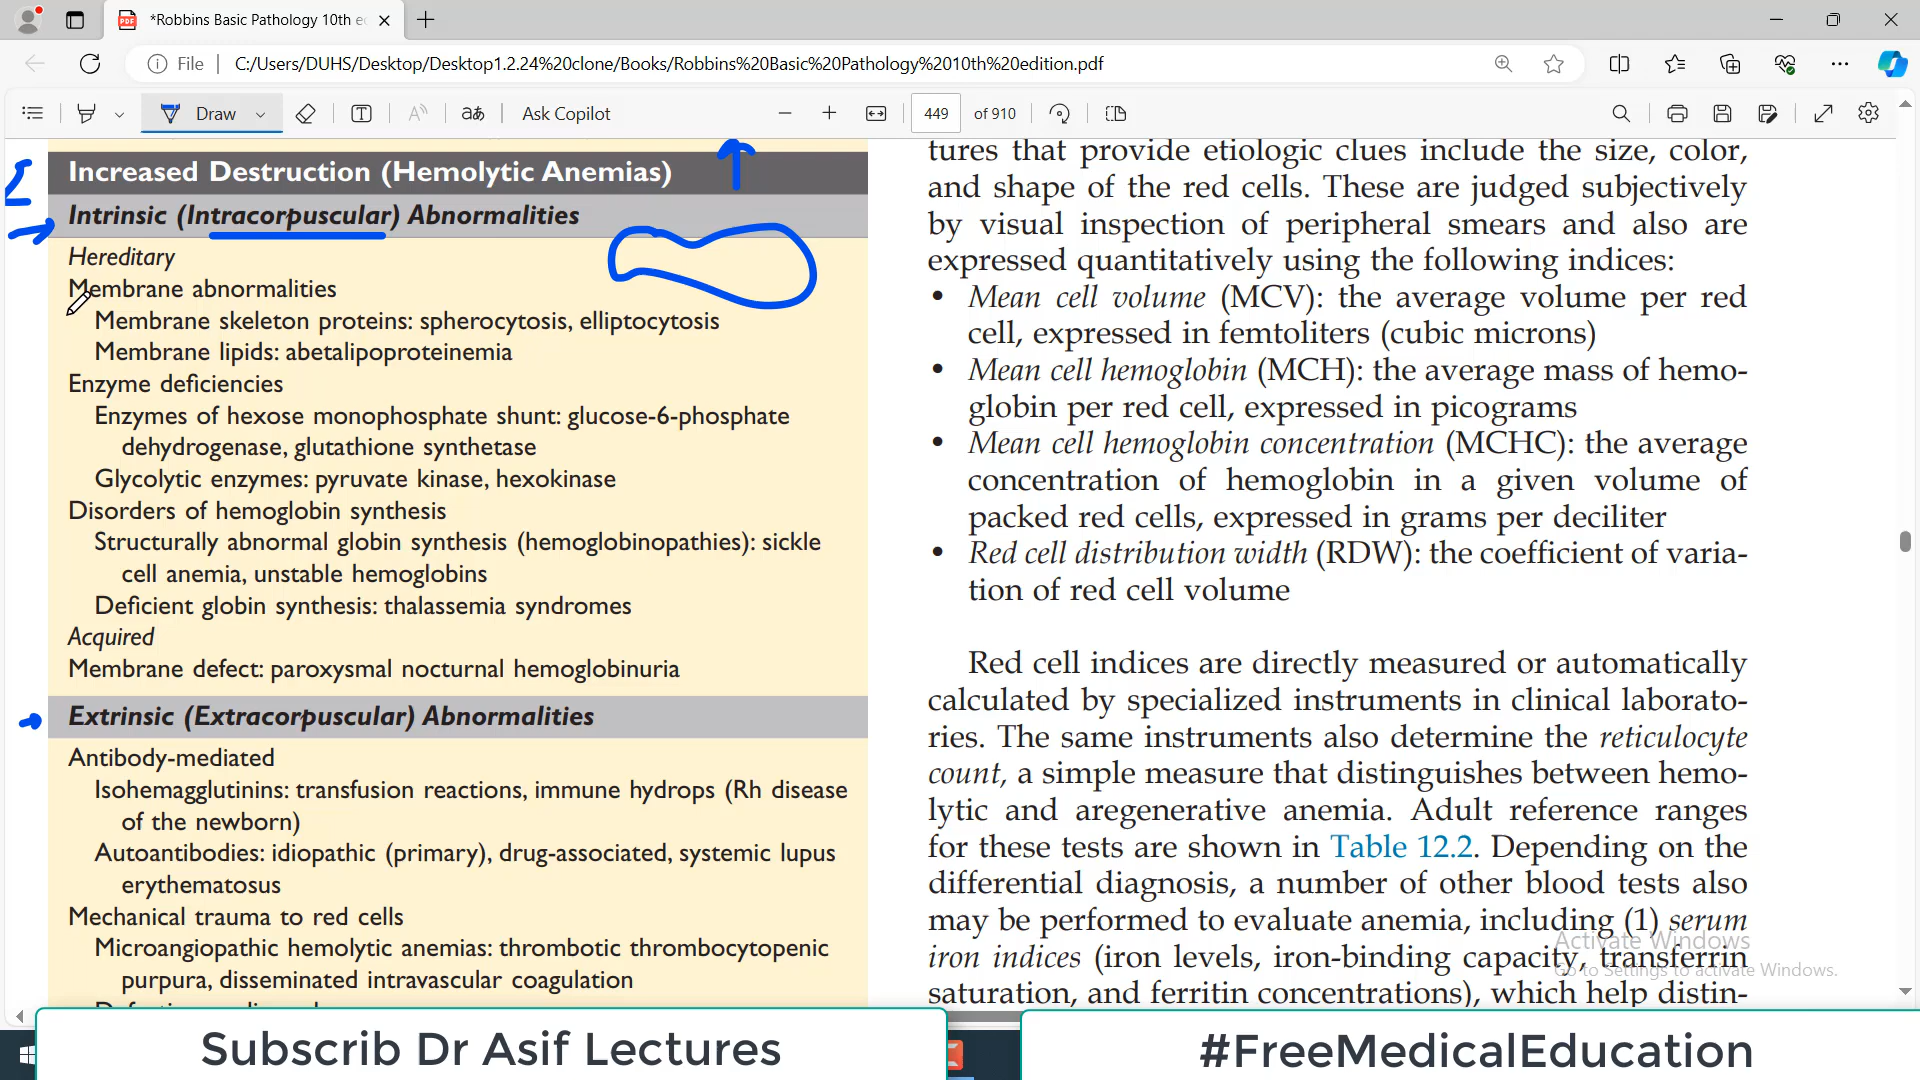 *Robbins Basic Pathology 10th e
File
C:/Users/DUHS/Desktop/Desktop1.2.24%20clone/Books/Robbins%20Basic%20Pathology%2010th%20edition.pdf
Draw
Ask Copilot
449 of 910
Increased Destruction (Hemolytic Anemias)
Intrinsic (Intracorpuscular) Abnormalities
Hereditary
Membrane abnormalities
Membrane skeleton proteins: spherocytosis, elliptocytosis
Membrane lipids: abetalipoproteinemia
Enzyme deficiencies
Enzymes of hexose monophosphate shunt: glucose-6-phosphate
dehydrogenase, glutathione synthetase
Glycolytic enzymes: pyruvate kinase, hexokinase
Disorders of hemoglobin synthesis
Structurally abnormal globin synthesis (hemoglobinopathies): sickle
cell anemia, unstable hemoglobins
Deficient globin synthesis: thalassemia syndromes
Acquired
Membrane defect: paroxysmal nocturnal hemoglobinuria
Extrinsic (Extracorpuscular) Abnormalities
Antibody-mediated
Isohemagglutinins: transfusion reactions, immune hydrops (Rh disease
of the newborn)
Autoantibodies: idiopathic (primary), drug-associated, systemic lupus
erythematosus
Mechanical trauma to red cells
Microangiopathic hemolytic anemias: thrombotic thrombocytopenic
purpura, disseminated intravascular coagulation
tures that provide etiologic clues include the size, color,
and shape of the red cells. These are judged subjectively
by visual inspection of peripheral smears and also are
expressed quantitatively using the following indices:
• Mean cell volume (MCV): the average volume per red
cell, expressed in femtoliters (cubic microns)
• Mean cell hemoglobin (MCH): the average mass of hemo-
globin per red cell, expressed in picograms
• Mean cell hemoglobin concentration (MCHC): the average
concentration of hemoglobin in a given volume of
packed red cells, expressed in grams per deciliter
• Red cell distribution width (RDW): the coefficient of varia-
tion of red cell volume
Red cell indices are directly measured or automatically
calculated by specialized instruments in clinical laborato-
ries. The same instruments also determine the reticulocyte
count, a simple measure that distinguishes between hemo-
lytic and aregenerative anemia. Adult reference ranges
for these tests are shown in Table 12.2. Depending on the
differential diagnosis, a number of other blood tests also
may be performed to evaluate anemia, including (1) serum
iron indices (iron levels, iron-binding capacity, transferrin
saturation, and ferritin concentrations), which help distin-
Activate Windows
Go to Settings to activate Windows.
Subscrib Dr Asif Lectures
#FreeMedicalEducation